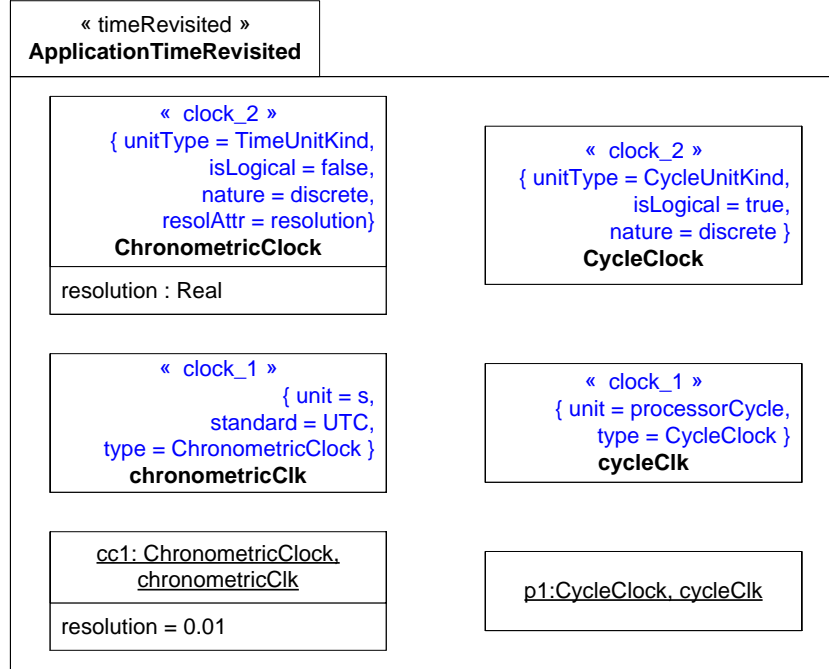 « timeRevisited »
ApplicationTimeRevisited
« clock_2 »
{ unitType = TimeUnitKind,
isLogical = false,
nature = discrete,
resolAttr = resolution}
ChronometricClock
resolution : Real
« clock_2 »
{ unitType = CycleUnitKind,
isLogical = true,
nature = discrete }
CycleClock
« clock_1 »
{ unit = s,
standard = UTC,
type = ChronometricClock }
chronometricClk
« clock_1 »
{ unit = processorCycle,
type = CycleClock }
cycleClk
cc1: ChronometricClock,
chronometricClk
resolution = 0.01
p1:CycleClock, cycleClk